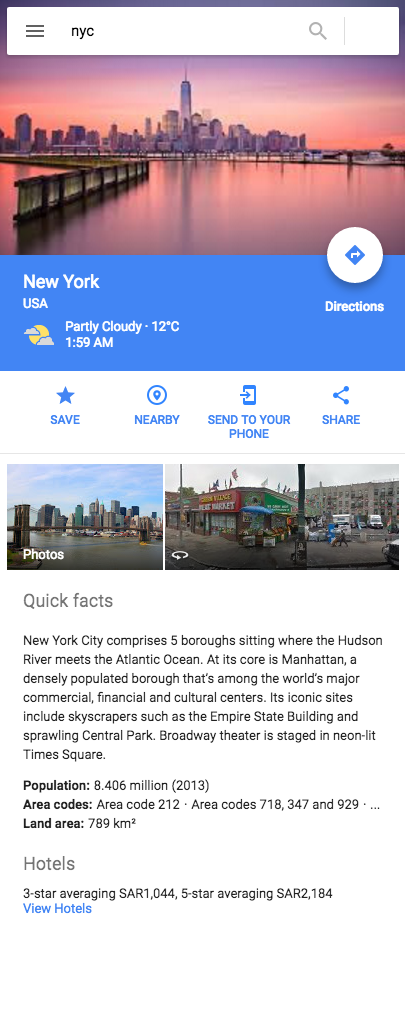 nyc
New York
USA
Partly Cloudy · 12°C
1:59 AM
Directions
SAVE
NEARBY
SEND TO YOUR
PHONE
SHARE
Photos
Quick facts
New York City comprises 5 boroughs sitting where the Hudson
River meets the Atlantic Ocean. At its core is Manhattan, a
densely populated borough that's among the world's major
commercial, financial and cultural centers. Its iconic sites
include skyscrapers such as the Empire State Building and
sprawling Central Park. Broadway theater is staged in neon-lit
Times Square.
Population: 8.406 million (2013)
Area codes: Area code 212 · Area codes 718, 347 and 929 · ...
Land area: 789 km²
Hotels
3-star averaging SAR1,044, 5-star averaging SAR2,184
View Hotels